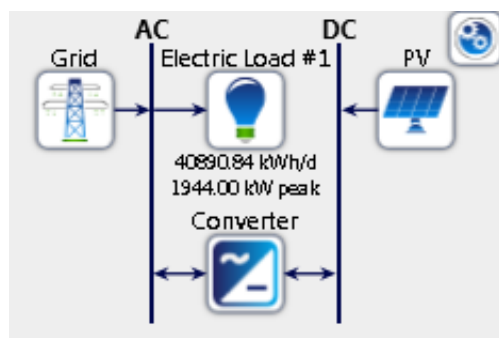 AC DC
Grid Electric Load #1 PV
40890.84 kWh/d
1944.00 kW peak
Converter